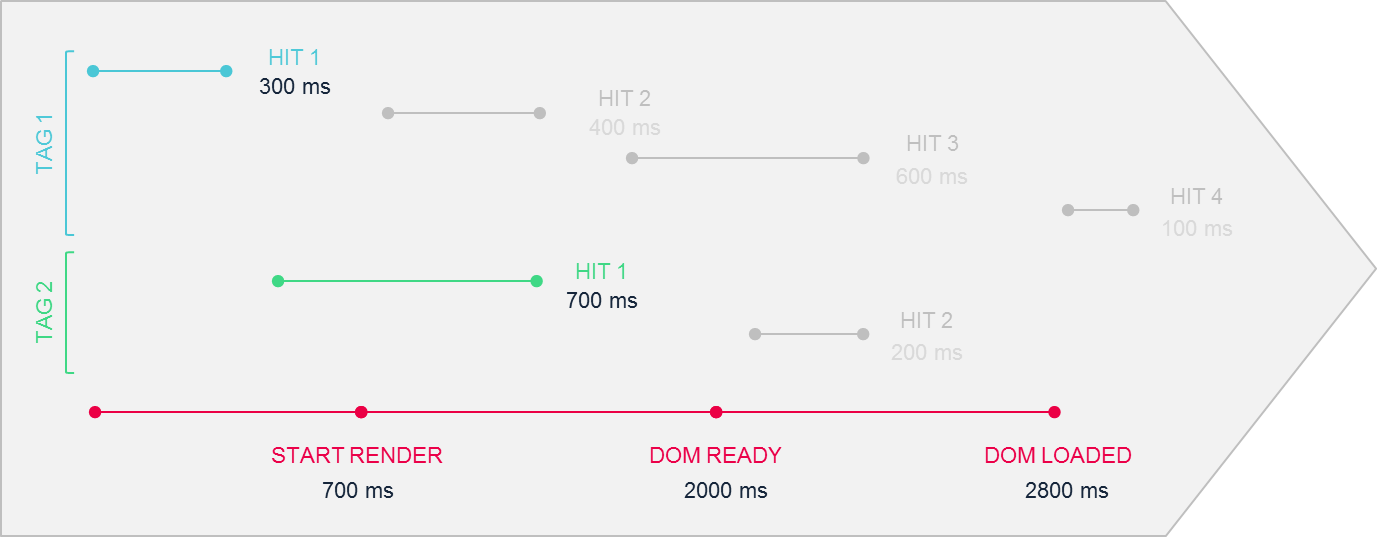 TAG 1
HIT 1
300 ms
HIT 2
400 ms
HIT 3
600 ms
HIT 4
100 ms
TAG 2
HIT 1
700 ms
HIT 2
200 ms
START RENDER
700 ms
DOM READY
2000 ms
DOM LOADED
2800 ms